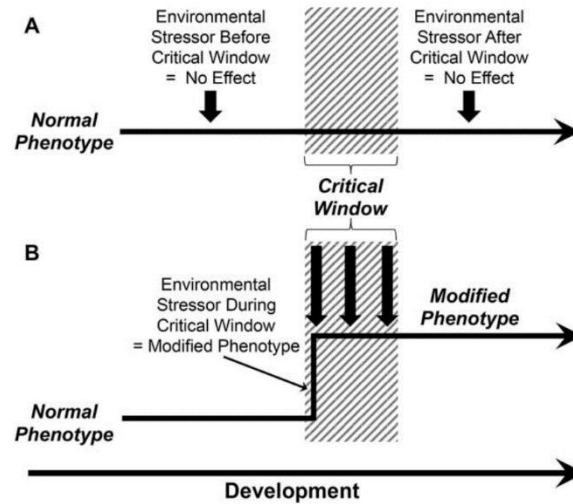 A
Environmental
Stressor Before
Critical Window
= No Effect
Environmental
Stressor After
Critical Window
= No Effect
Normal
Phenotype
Critical
Window
B
Environmental
Stressor During
Critical Window
= Modified Phenotype
Modified
Phenotype
Normal
Phenotype
Development